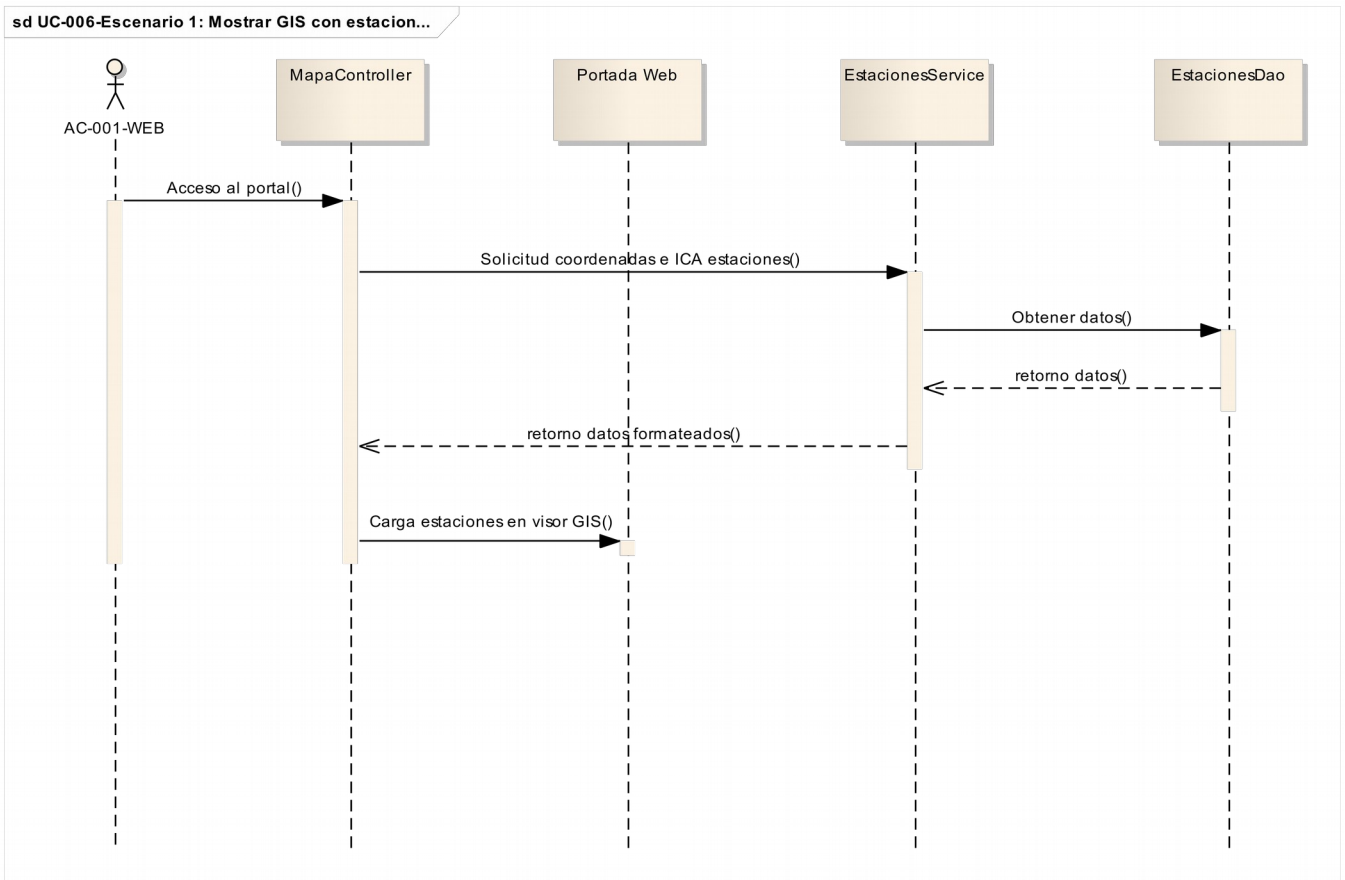 sd UC-006-Escenario 1: Mostrar GIS con estacion...
AC-001-WEB
MapaController
Portada Web
EstacionesService
EstacionesDao
Acceso al portal()
Solicitud coordenadas e ICA estaciones()
Obtener datos()
retorno datos()
retorno datos formateados()
Carga estaciones en visor GIS()